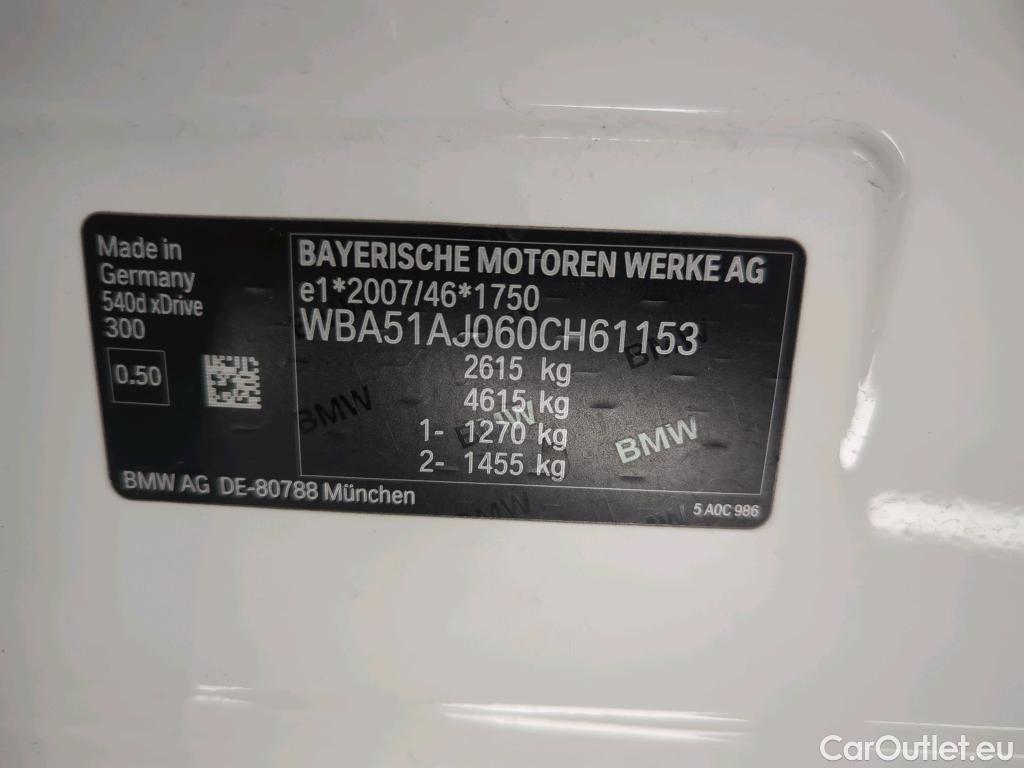 Made in
Germany
540d xDrive
300
0.50
BAYERISCHE MOTOREN WERKE AG
e1*2007/46*1750
WBA51AJ060CH61153
2615 kg
4615 kg
1- 1270 kg
2- 1455 kg
BMW
BMW
BMW
BMW
BMW
BMW AG DE-80788 München
5 A0C 986
CarOutlet.eu